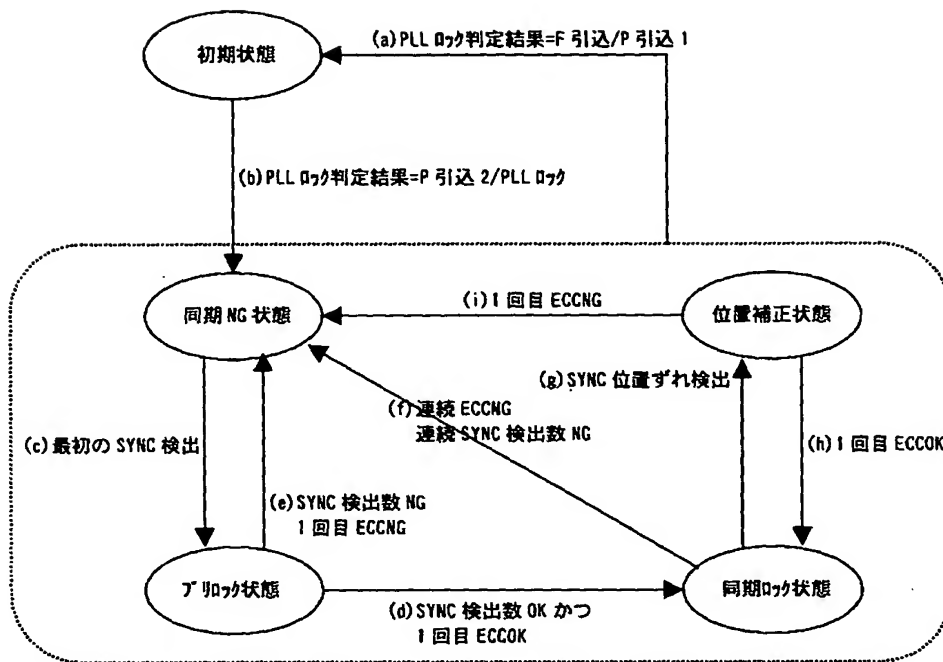 (a)PLL ロック判定結果=F 引込/P 引込 1
初期状態
(b)PLL ロック判定結果=P 引込 2/PLL ロック
同期 NG 状態
(i)1 回目 ECCNG
位置補正状態
(g)SYNC 位置ずれ検出
(f)連続 ECCNG
連続 SYNC 検出数 NG
(c)最初の SYNC 検出
(h)1 回目 ECCOK
(e)SYNC 検出数 NG
1 回目 ECCNG
プリロック状態
同期ロック状態
(d)SYNC 検出数 OK かつ
1 回目 ECCOK